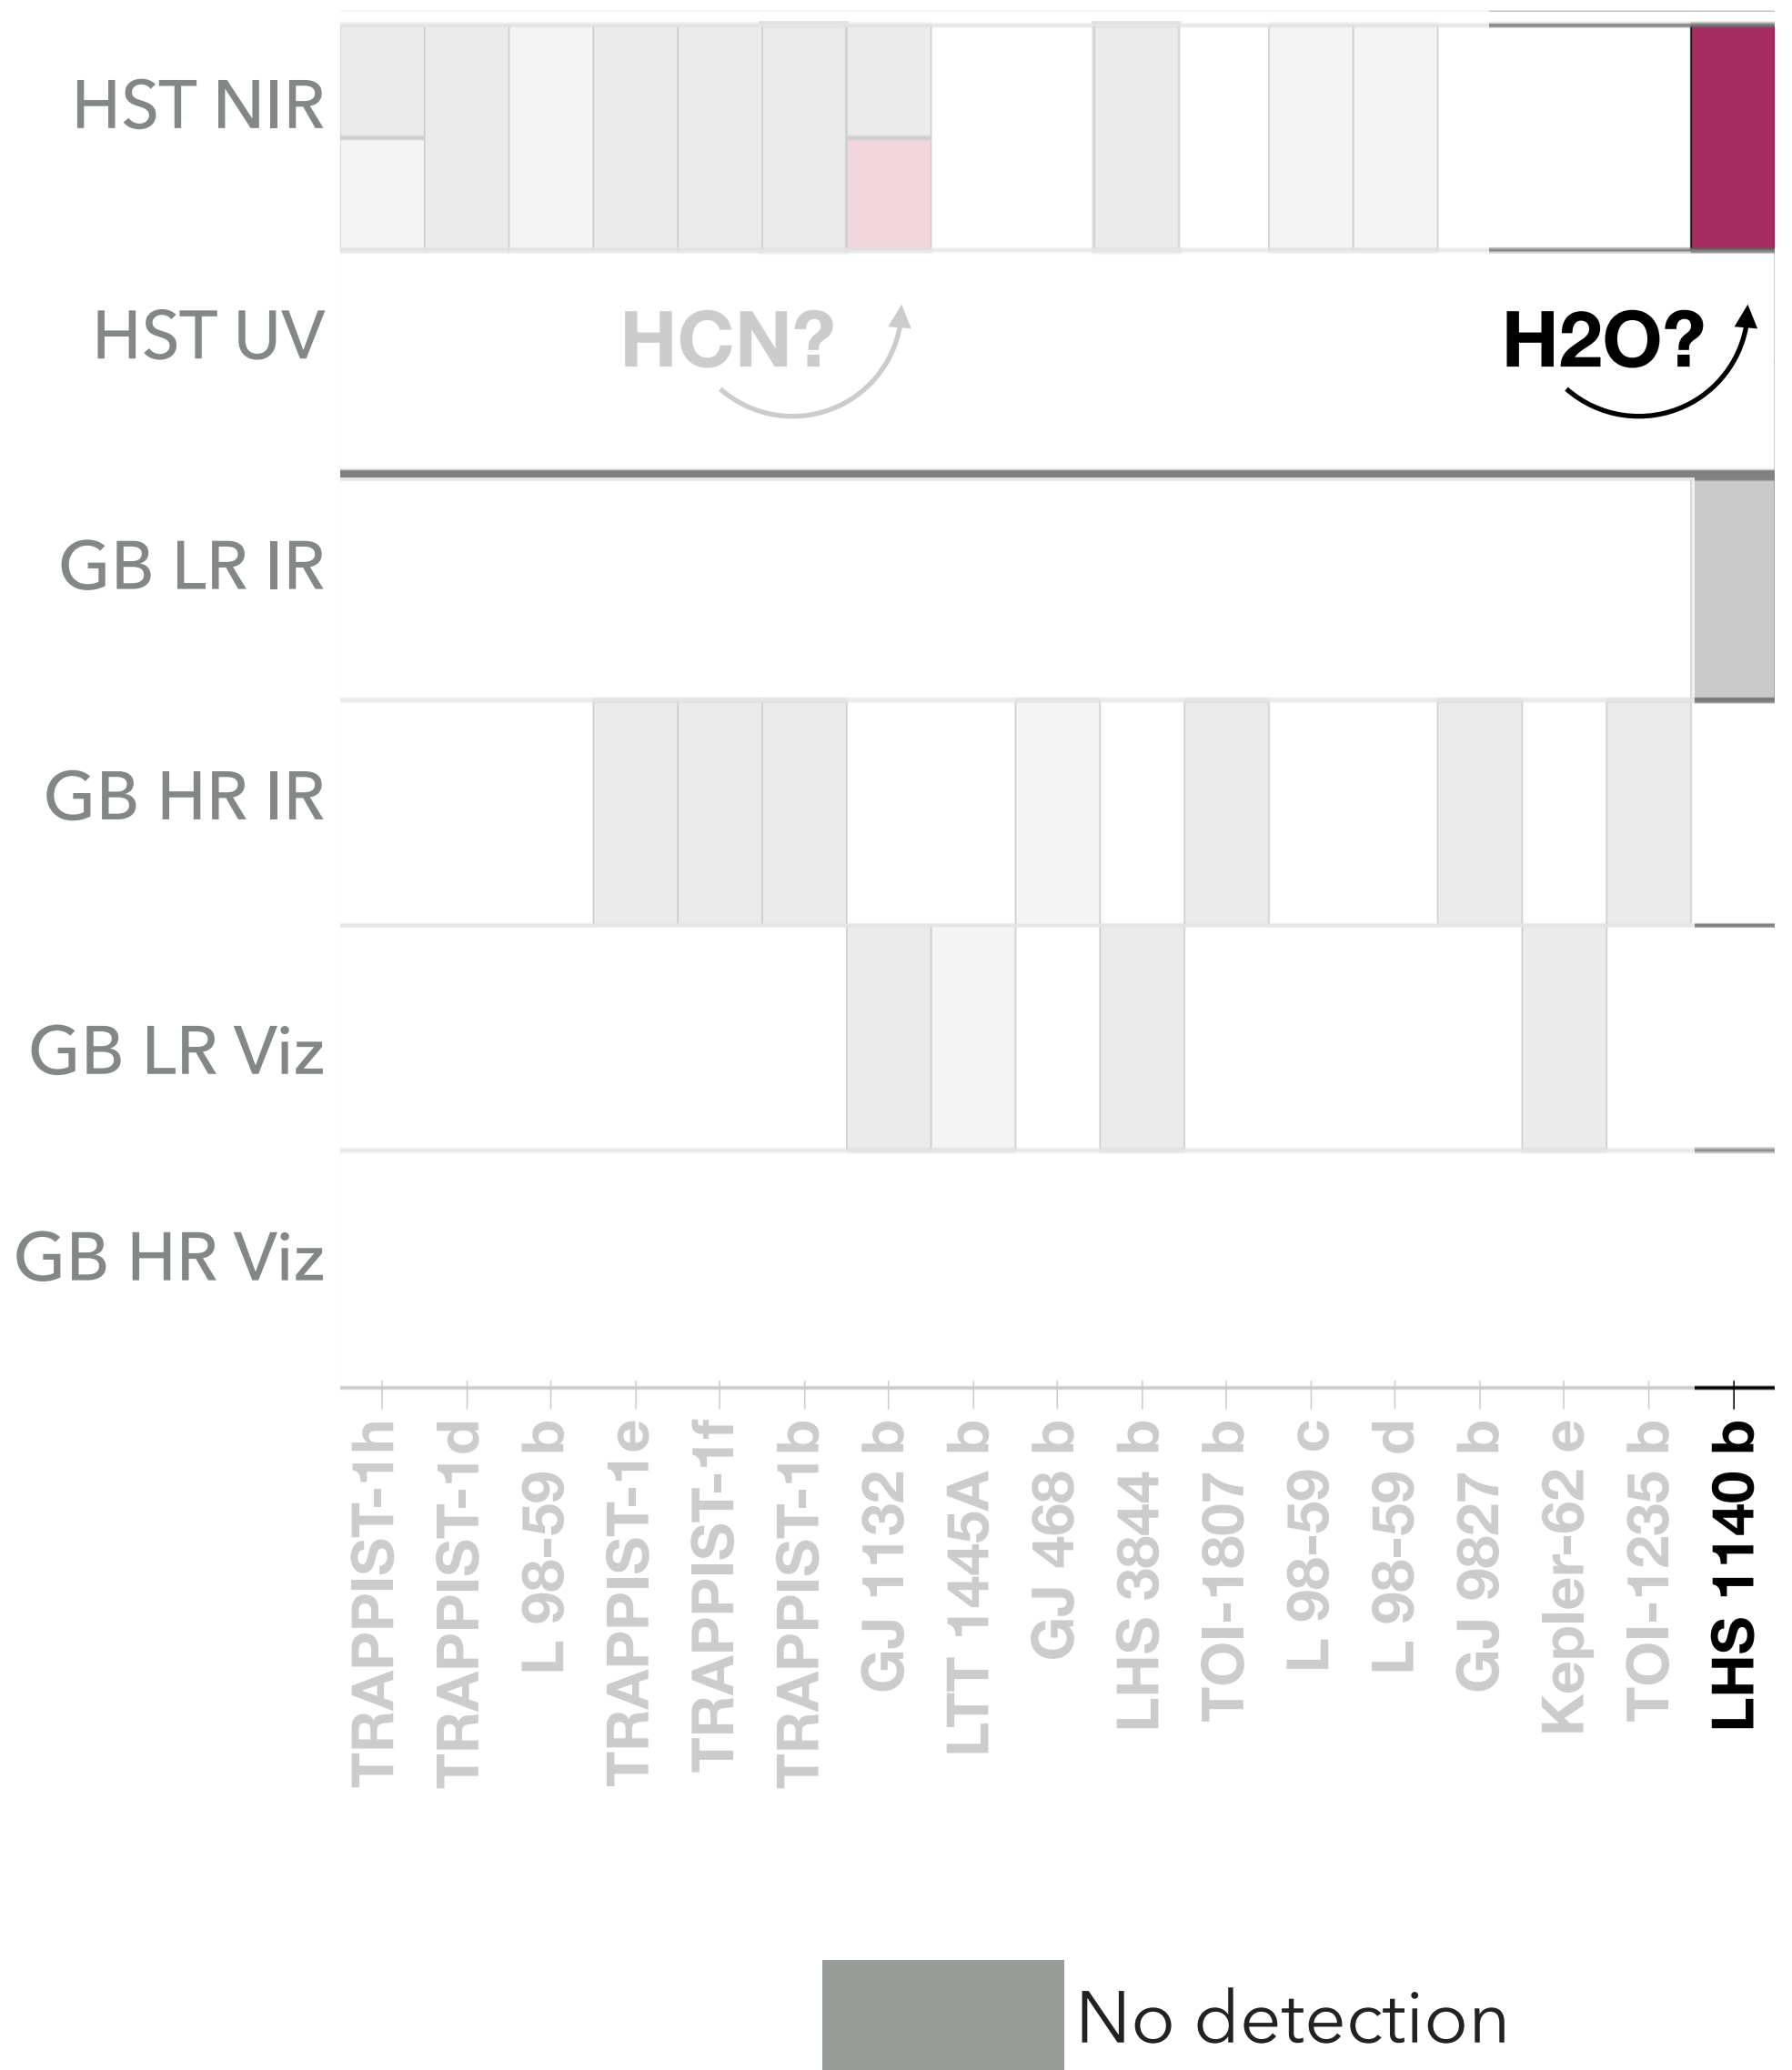 HST NIR
HST UV
HCN?
H2O?
GB LR IR
GB HR IR
GB LR Viz
GB HR Viz
TRAPPIST-1h
TRAPPIST-1d
L 98-59 b
TRAPPIST-1e
TRAPPIST-1f
TRAPPIST-1b
GJ 1132 b
LTT 1445A b
GJ 468 b
LHS 3844 b
TOI-1807 b
L 98-59 c
L 98-59 d
GJ 9827 b
Kepler-62 e
TOI-1235 b
LHS 1140 b
No detection